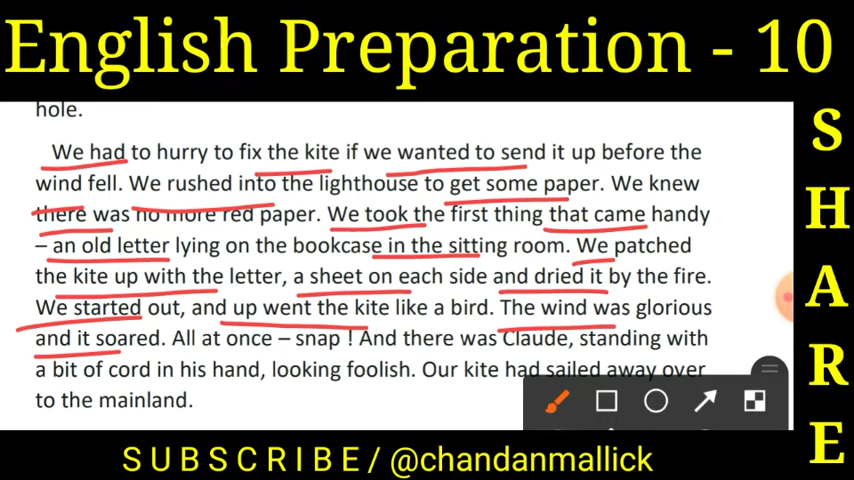 English Preparation - 10
hole.
We had to hurry to fix the kite if we wanted to send it up before the
wind fell. We rushed into the lighthouse to get some paper. We knew
there was no more red paper. We took the first thing that came handy
– an old letter lying on the bookcase in the sitting room. We patched
the kite up with the letter, a sheet on each side and dried it by the fire.
We started out, and up went the kite like a bird. The wind was glorious
and it soared. All at once – snap ! And there was Claude, standing with
a bit of cord in his hand, looking foolish. Our kite had sailed away over
to the mainland.
S
H
A
R
E
SUBSCRIBE/ @chandanmallick